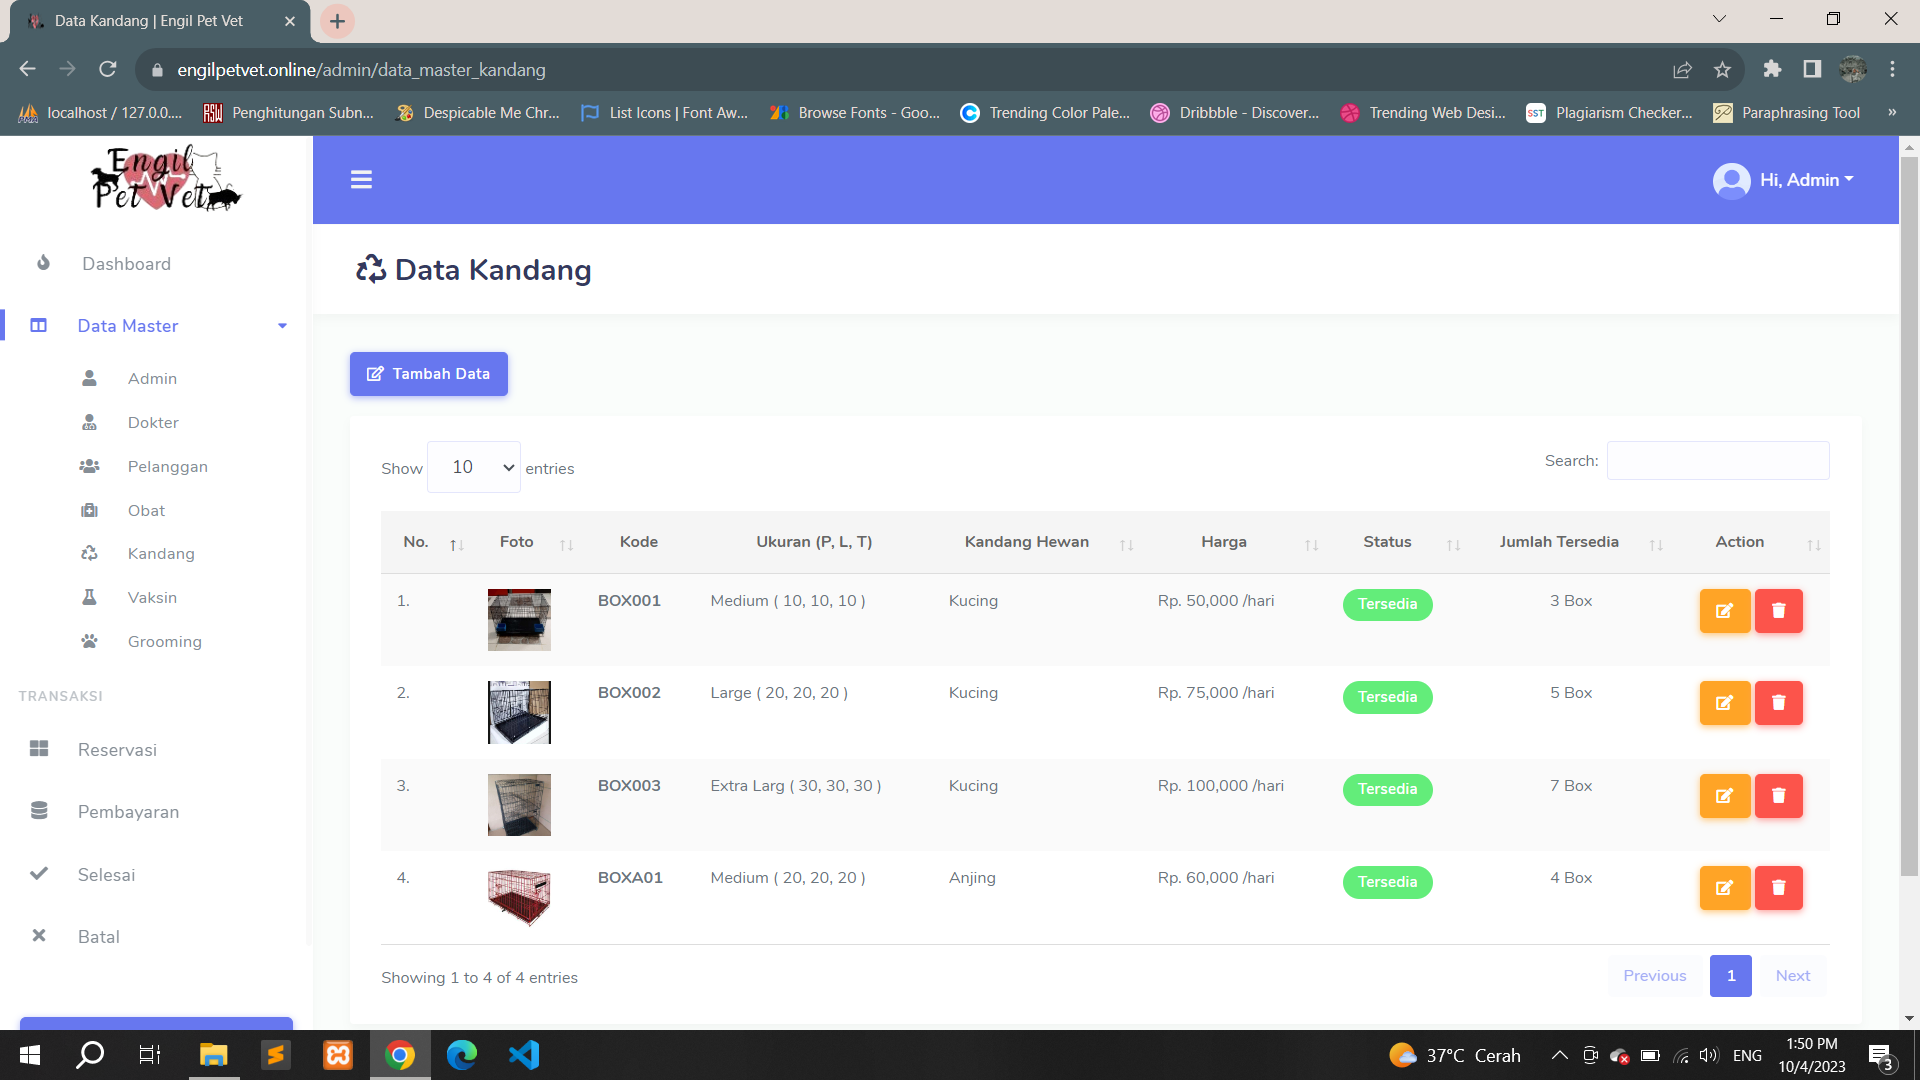 Data Kandang | Engil Pet Vet
engilpetvet.online/admin/data_master_kandang
localhost / 127.0.0.... Penghitungan Subn... Despicable Me Chr... List Icons | Font Aw... Browse Fonts - Goo... Trending Color Pale... Dribbble - Discover... Trending Web Desi... SST Plagiarism Checker... Paraphrasing Tool »
Engil
Pet Vet
Hi, Admin
Dashboard
Data Master
Admin
Dokter
Pelanggan
Obat
Kandang
Vaksin
Grooming
TRANSAKSI
Reservasi
Pembayaran
Selesai
Batal
Data Kandang
Tambah Data
Show 10 entries
Search:
No. Foto Kode Ukuran (P, L, T) Kandang Hewan Harga Status Jumlah Tersedia Action
1. BOX001 Medium ( 10, 10, 10 ) Kucing Rp. 50,000 /hari Tersedia 3 Box
2. BOX002 Large ( 20, 20, 20 ) Kucing Rp. 75,000 /hari Tersedia 5 Box
3. BOX003 Extra Larg ( 30, 30, 30 ) Kucing Rp. 100,000 /hari Tersedia 7 Box
4. BOXA01 Medium ( 20, 20, 20 ) Anjing Rp. 60,000 /hari Tersedia 4 Box
Showing 1 to 4 of 4 entries
Previous 1 Next
37°C Cerah
ENG
1:50 PM
10/4/2023
3